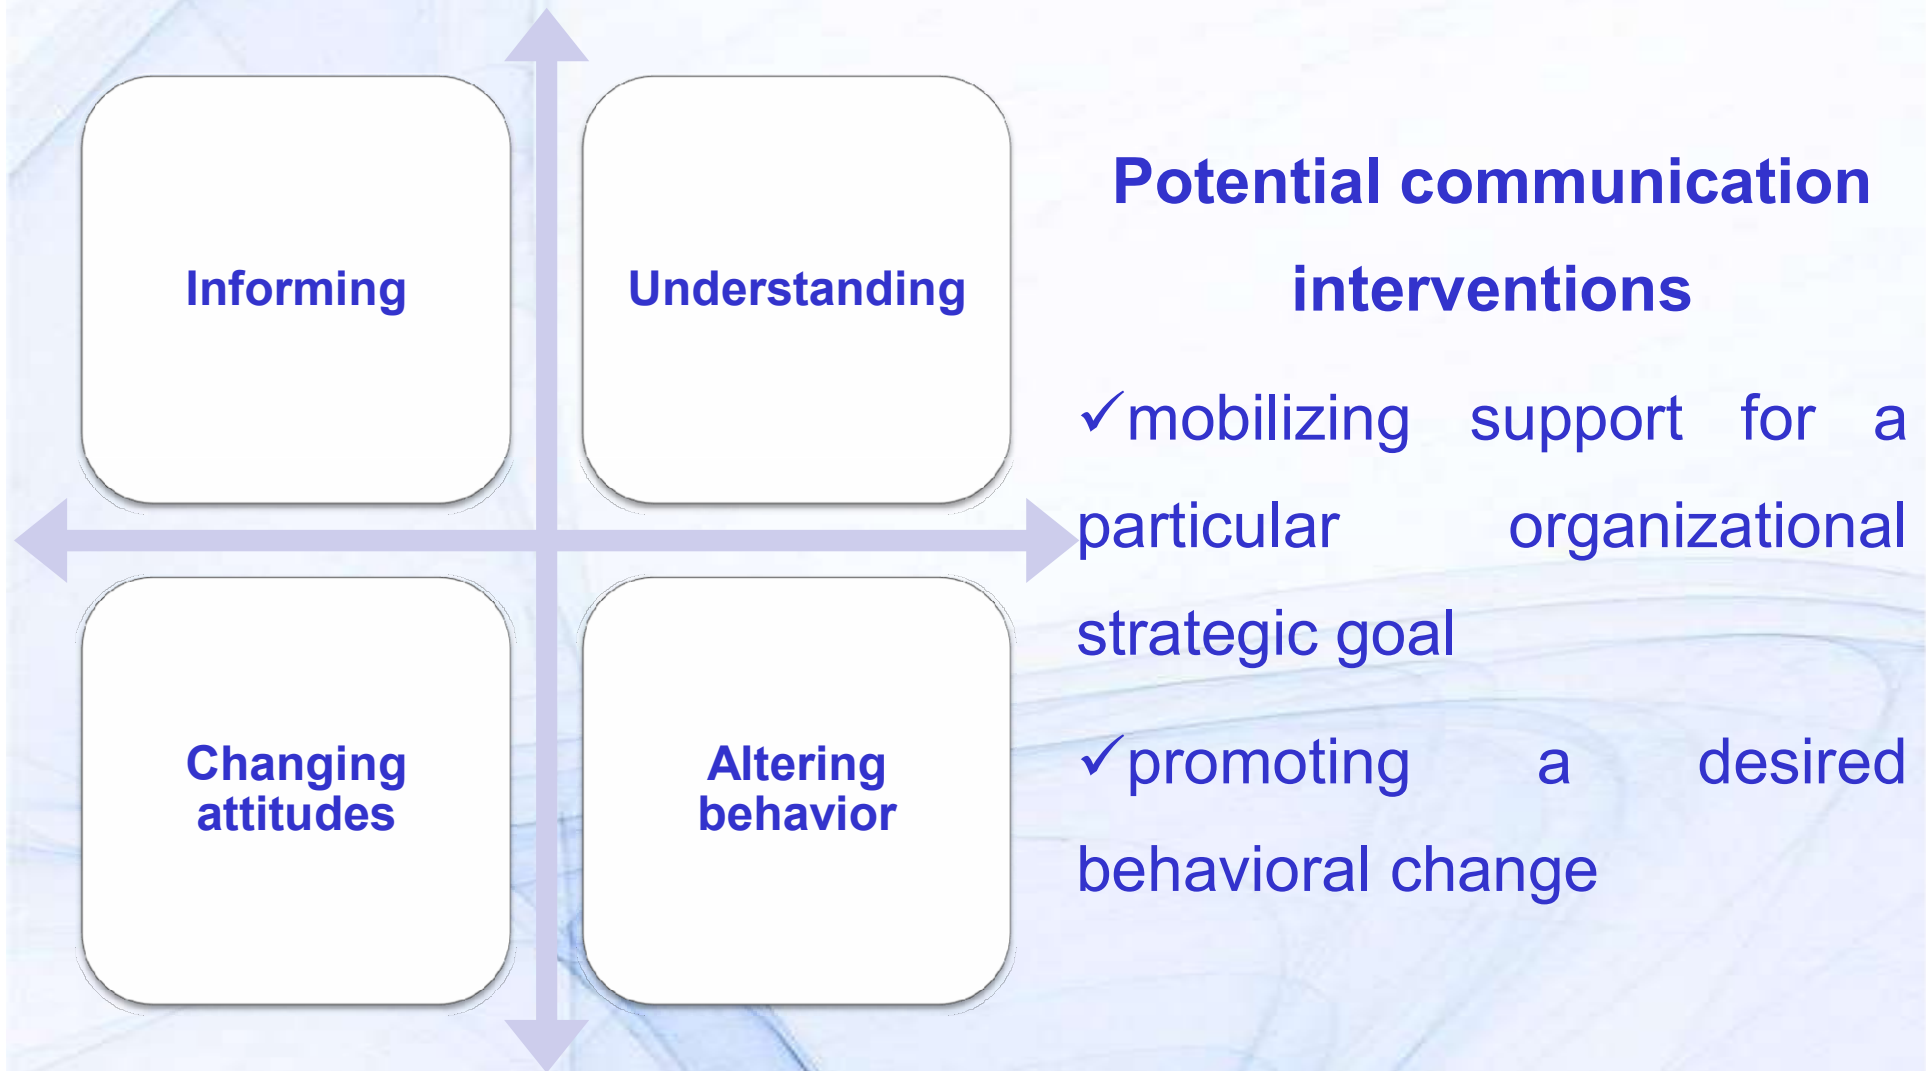 Informing
Understanding
Changing
attitudes
Altering
behavior
Potential communication
interventions
✓mobilizing support for a
particular organizational
strategic goal
✓promoting a desired
behavioral change